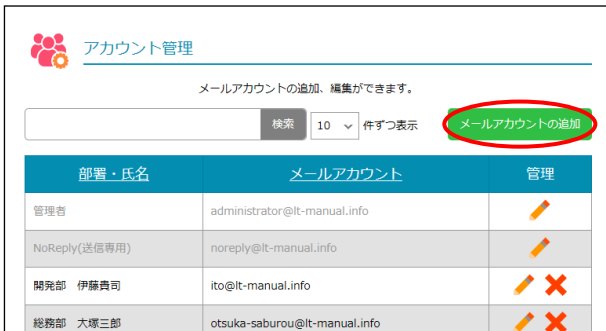 アカウント管理
メールアカウントの追加、編集ができます。
検索 10 件ずつ表示 メールアカウントの追加
部署・氏名 メールアカウント 管理
管理者 administrator@lt-manual.info
NoReply(送信専用) noreply@lt-manual.info
開発部 伊藤貴司 ito@lt-manual.info
総務部 大塚三郎 otsuka-saburou@lt-manual.info